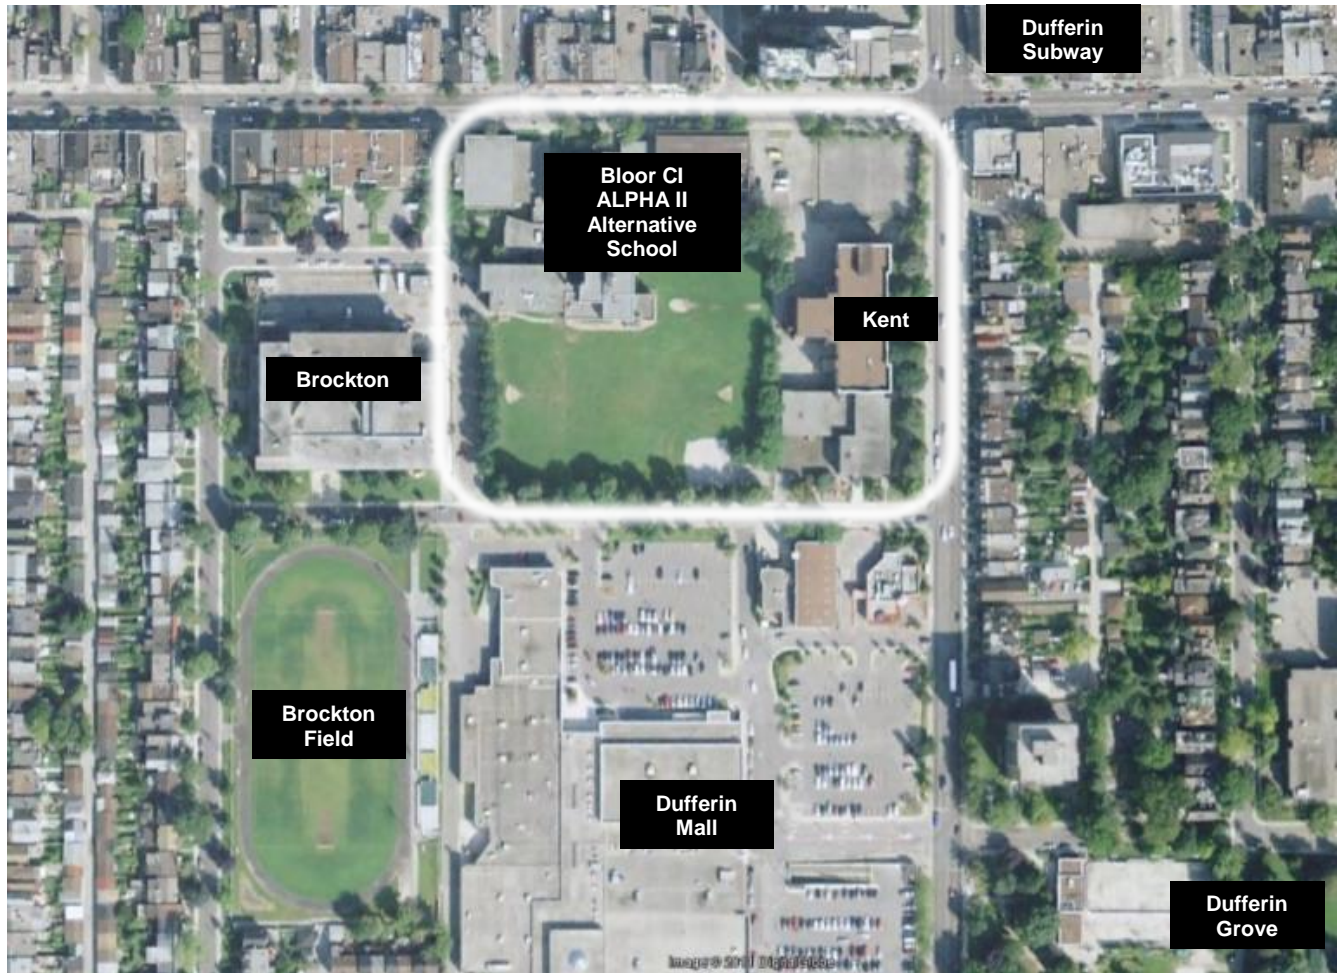 Dufferin
Subway
Bloor CI
ALPHA II
Alternative
School
Kent
Brockton
Brockton
Field
Dufferin
Mall
Dufferin
Grove